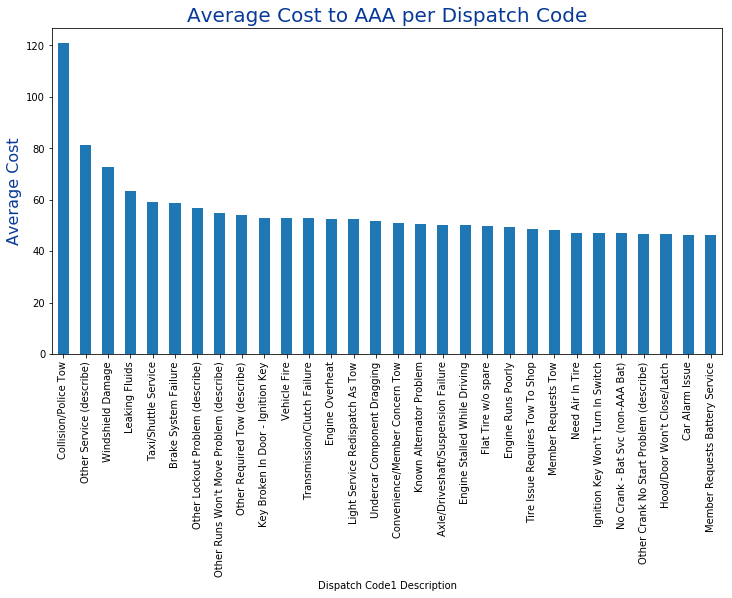 Average Cost to AAA per Dispatch Code
Average Cost
120
100
80
60
40
20
0
Collision/Police Tow
Other Service (describe)
Windshield Damage
Leaking Fluids
Taxi/Shuttle Service
Brake System Failure
Other Lockout Problem (describe)
Other Runs Won't Move Problem (describe)
Other Required Tow (describe)
Key Broken In Door - Ignition Key
Vehicle Fire
Transmission/Clutch Failure
Engine Overheat
Light Service Redispatch As Tow
Undercar Component Dragging
Convenience/Member Concern Tow
Known Alternator Problem
Axle/Driveshaft/Suspension Failure
Engine Stalled While Driving
Flat Tire w/o spare
Engine Runs Poorly
Tire Issue Requires Tow To Shop
Member Requests Tow
Need Air In Tire
Ignition Key Won't Turn In Switch
No Crank - Bat Svc (non-AAA Bat)
Other Crank No Start Problem (describe)
Hood/Door Won't Close/Latch
Car Alarm Issue
Member Requests Battery Service
Dispatch Code1 Description